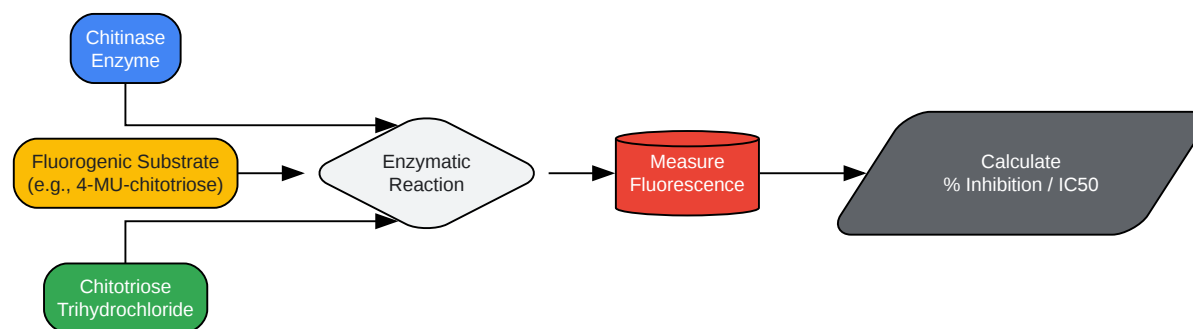 Chitinase
Enzyme
Fluorogenic Substrate
(e.g., 4-MU-chitotriose)
Chitotriose
Trihydrochloride
Enzymatic
Reaction
Measure
Fluorescence
Calculate
% Inhibition / IC50